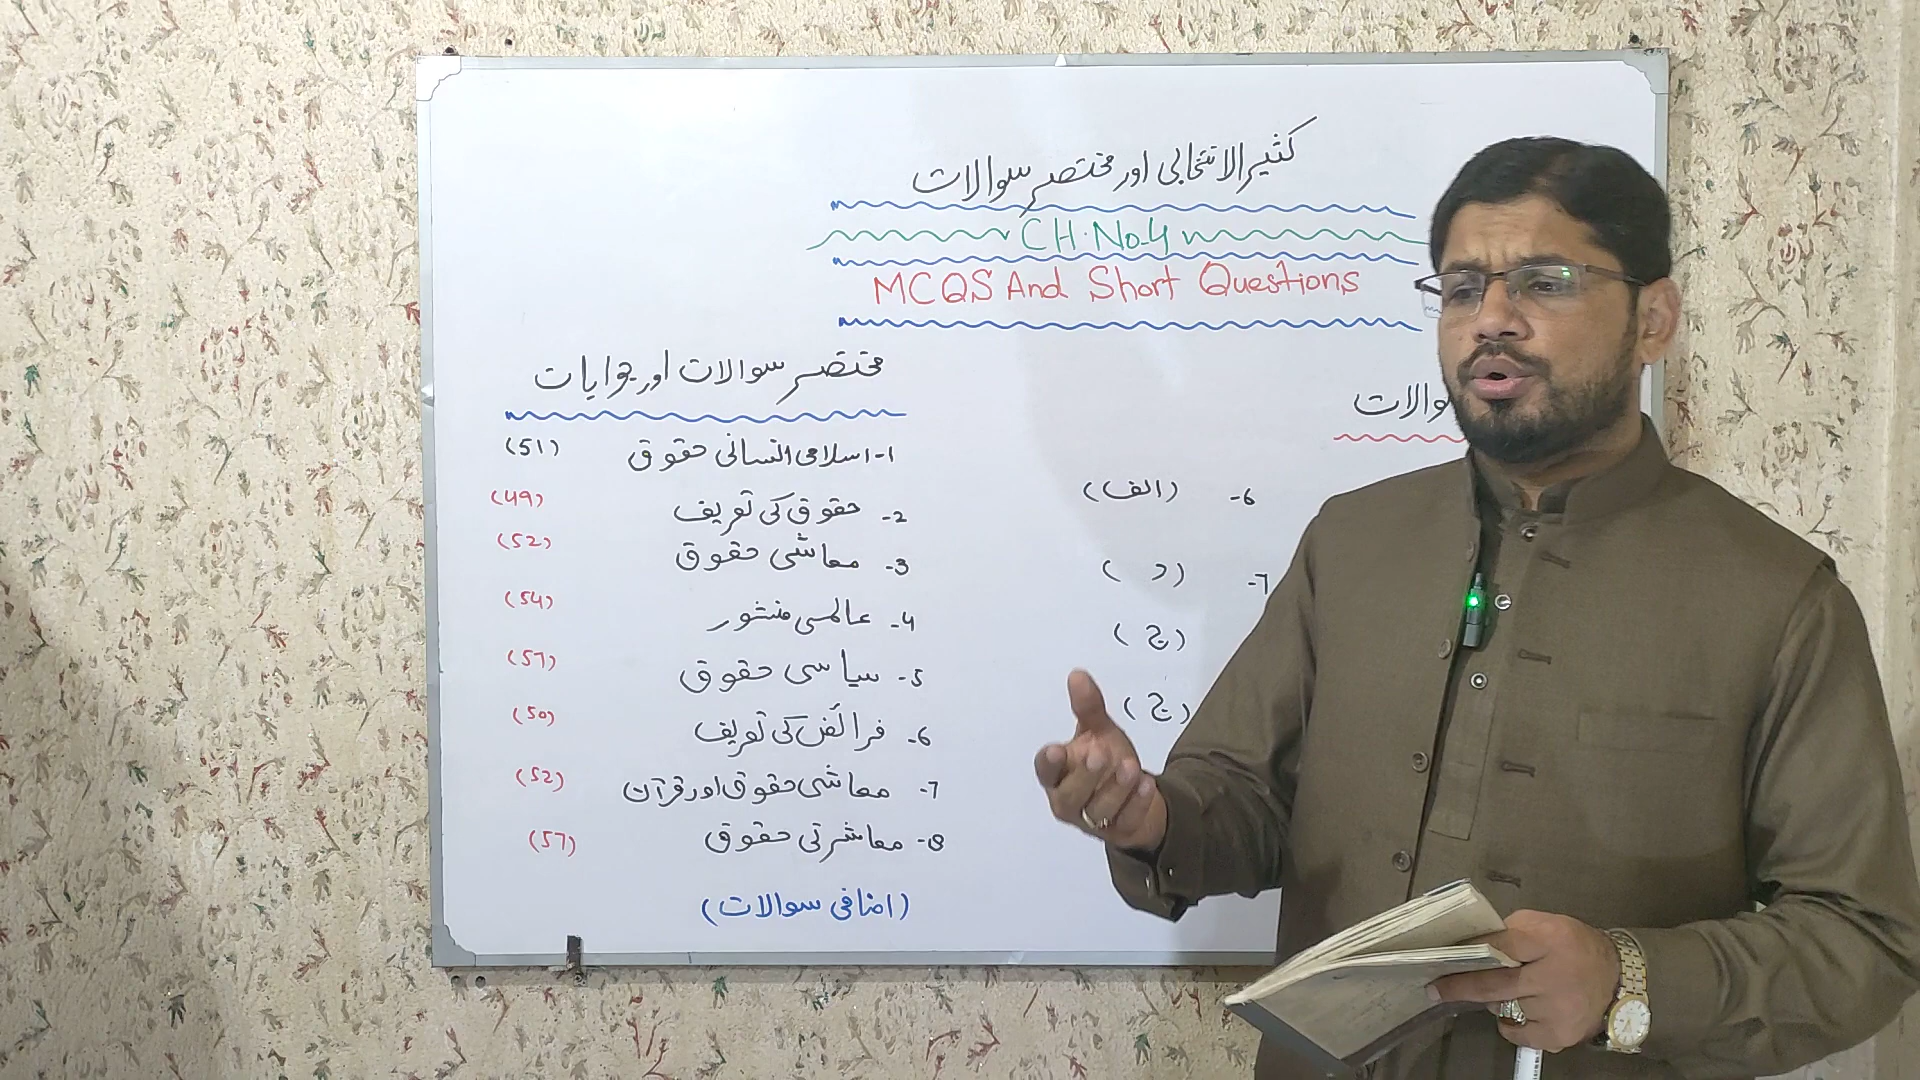 کثیر الانتخابی اور مختصر سوالات
CH.No-4
MCQS And Short Questions
والات
6- (الف)
7- (د)
(ج)
(ج)
مختصر سوالات اور جوابات
1- اسلامی انسانی حقوق (51)
2- حقوق کی تعریف (49)
3- معاشی حقوق (52)
4- عالمی منشور (54)
5- سیاسی حقوق (57)
6- فرائض کی تعریف (50)
7- معاشی حقوق اور قرآن (52)
8- معاشرتی حقوق (57)
(اضافی سوالات)